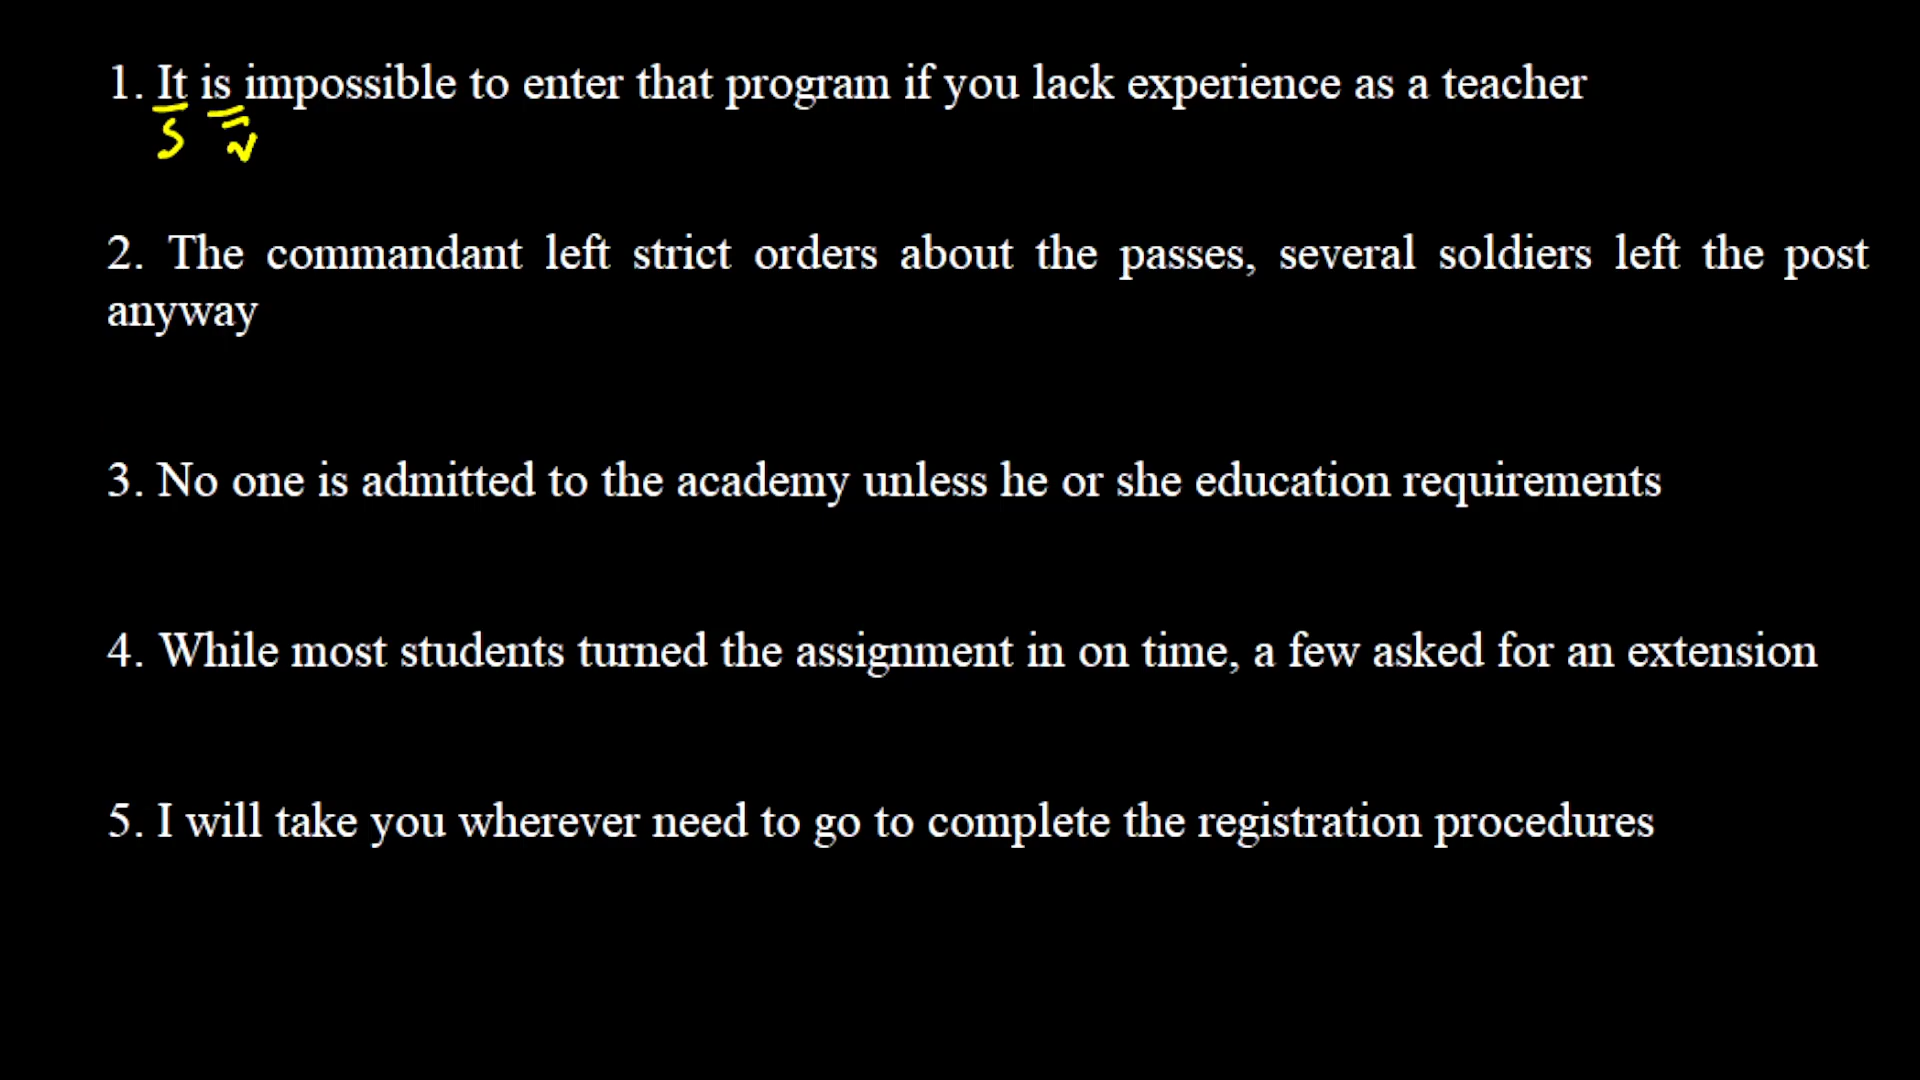 1. It is impossible to enter that program if you lack experience as a teacher
S V
2. The commandant left strict orders about the passes, several soldiers left the post
anyway
3. No one is admitted to the academy unless he or she education requirements
4. While most students turned the assignment in on time, a few asked for an extension
5. I will take you wherever need to go to complete the registration procedures